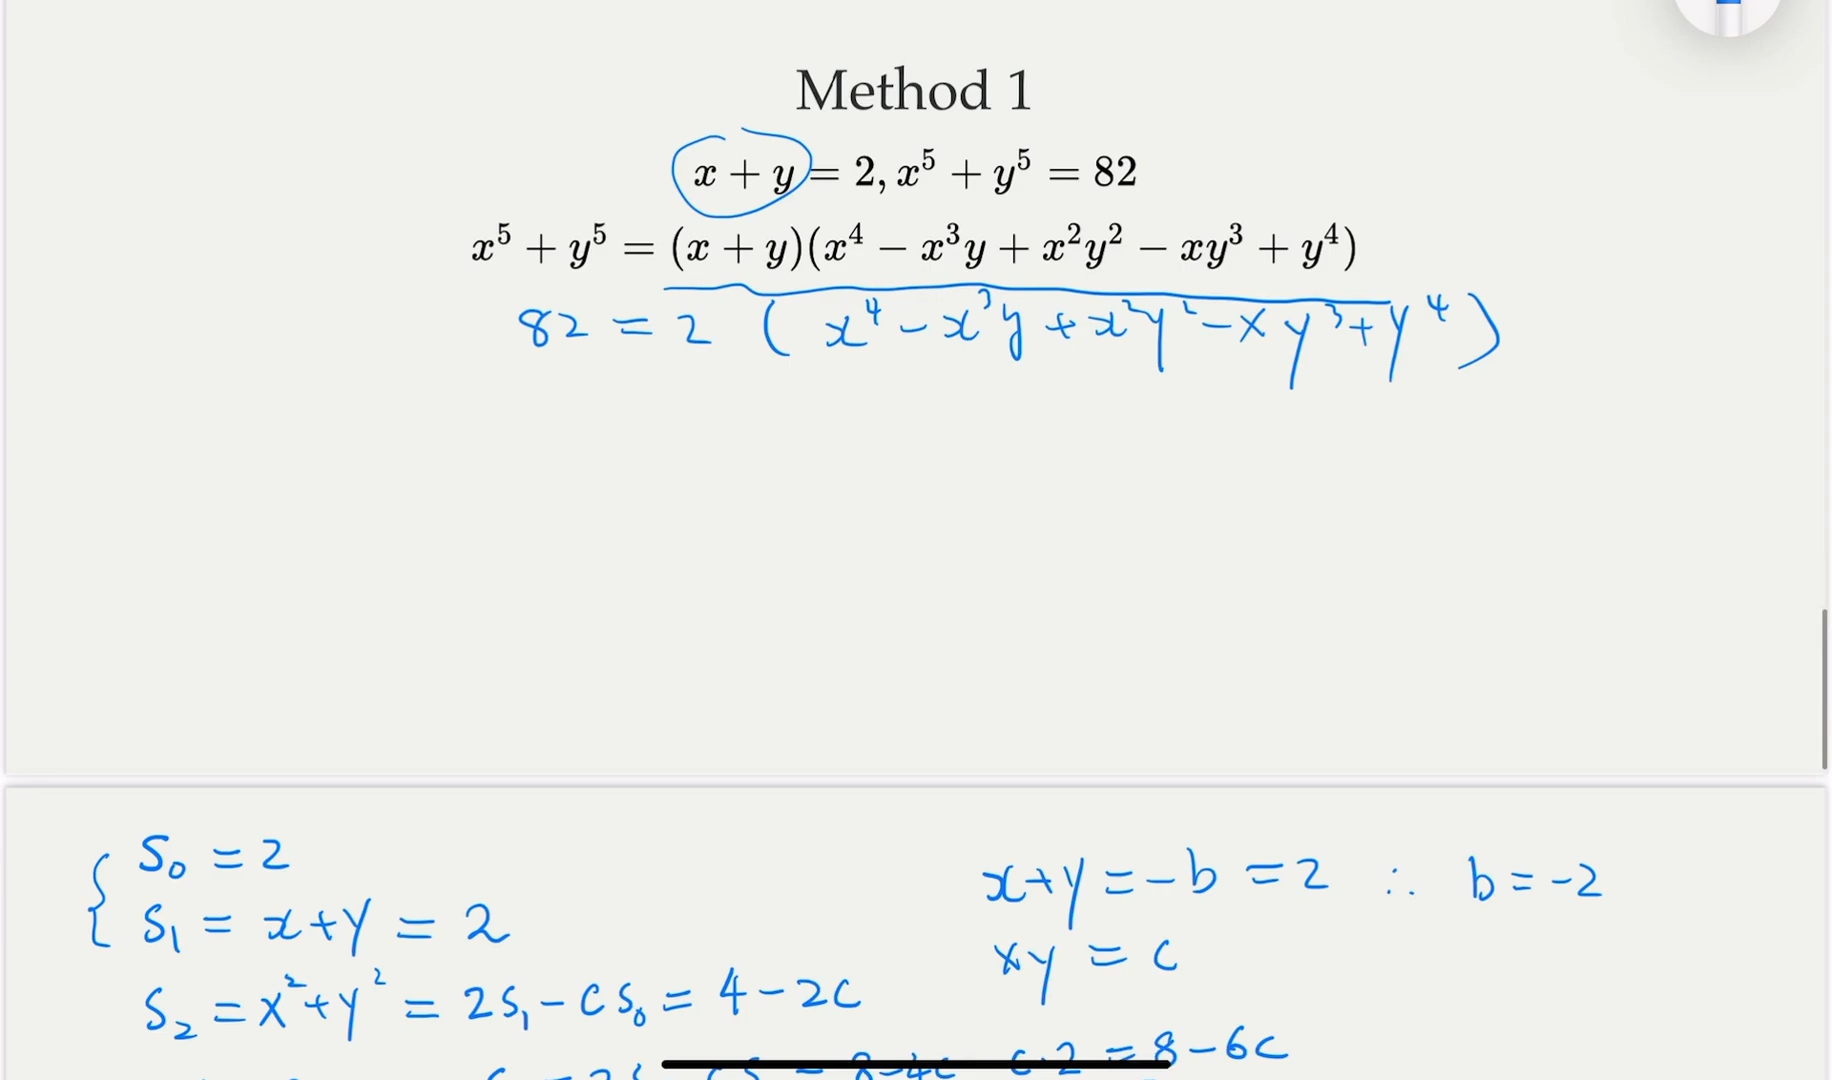 Method 1
x + y = 2, x⁵ + y⁵ = 82
x⁵ + y⁵ = (x + y)(x⁴ − x³y + x²y² − xy³ + y⁴)
82 = 2 ( x⁴ − x³y + x²y² − xy³ + y⁴ )
S₀ = 2
S₁ = x+y = 2
S₂ = x²+y² = 2S₁ − CS₀ = 4 − 2C
x+y = −b = 2 ∴ b = −2
xy = c
= 8 − 6C